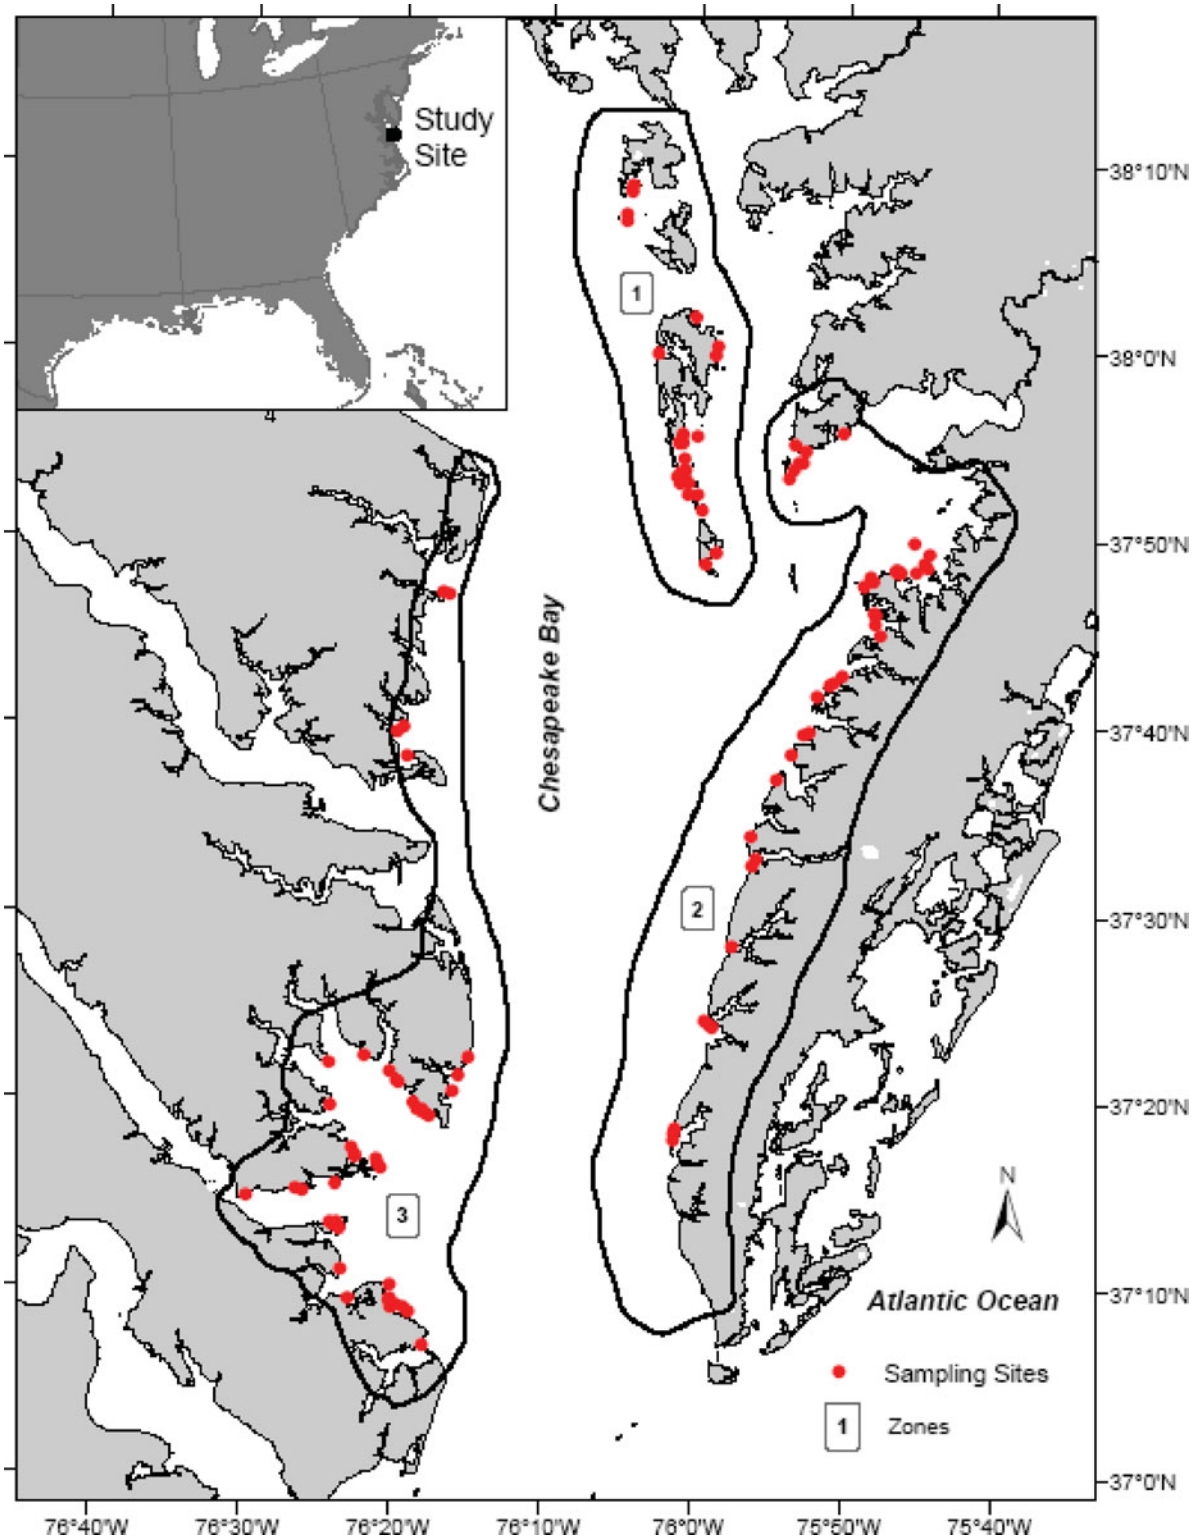 Study
Site
4
38°10'N
1
38°0'N
37°50'N
Chesapeake Bay
37°40'N
2
37°30'N
37°20'N
3
N
37°10'N
Atlantic Ocean
Sampling Sites
1 Zones
37°0'N
76°40'W 76°30'W 76°20'W 76°10'W 76°0'W 75°50'W 75°40'W